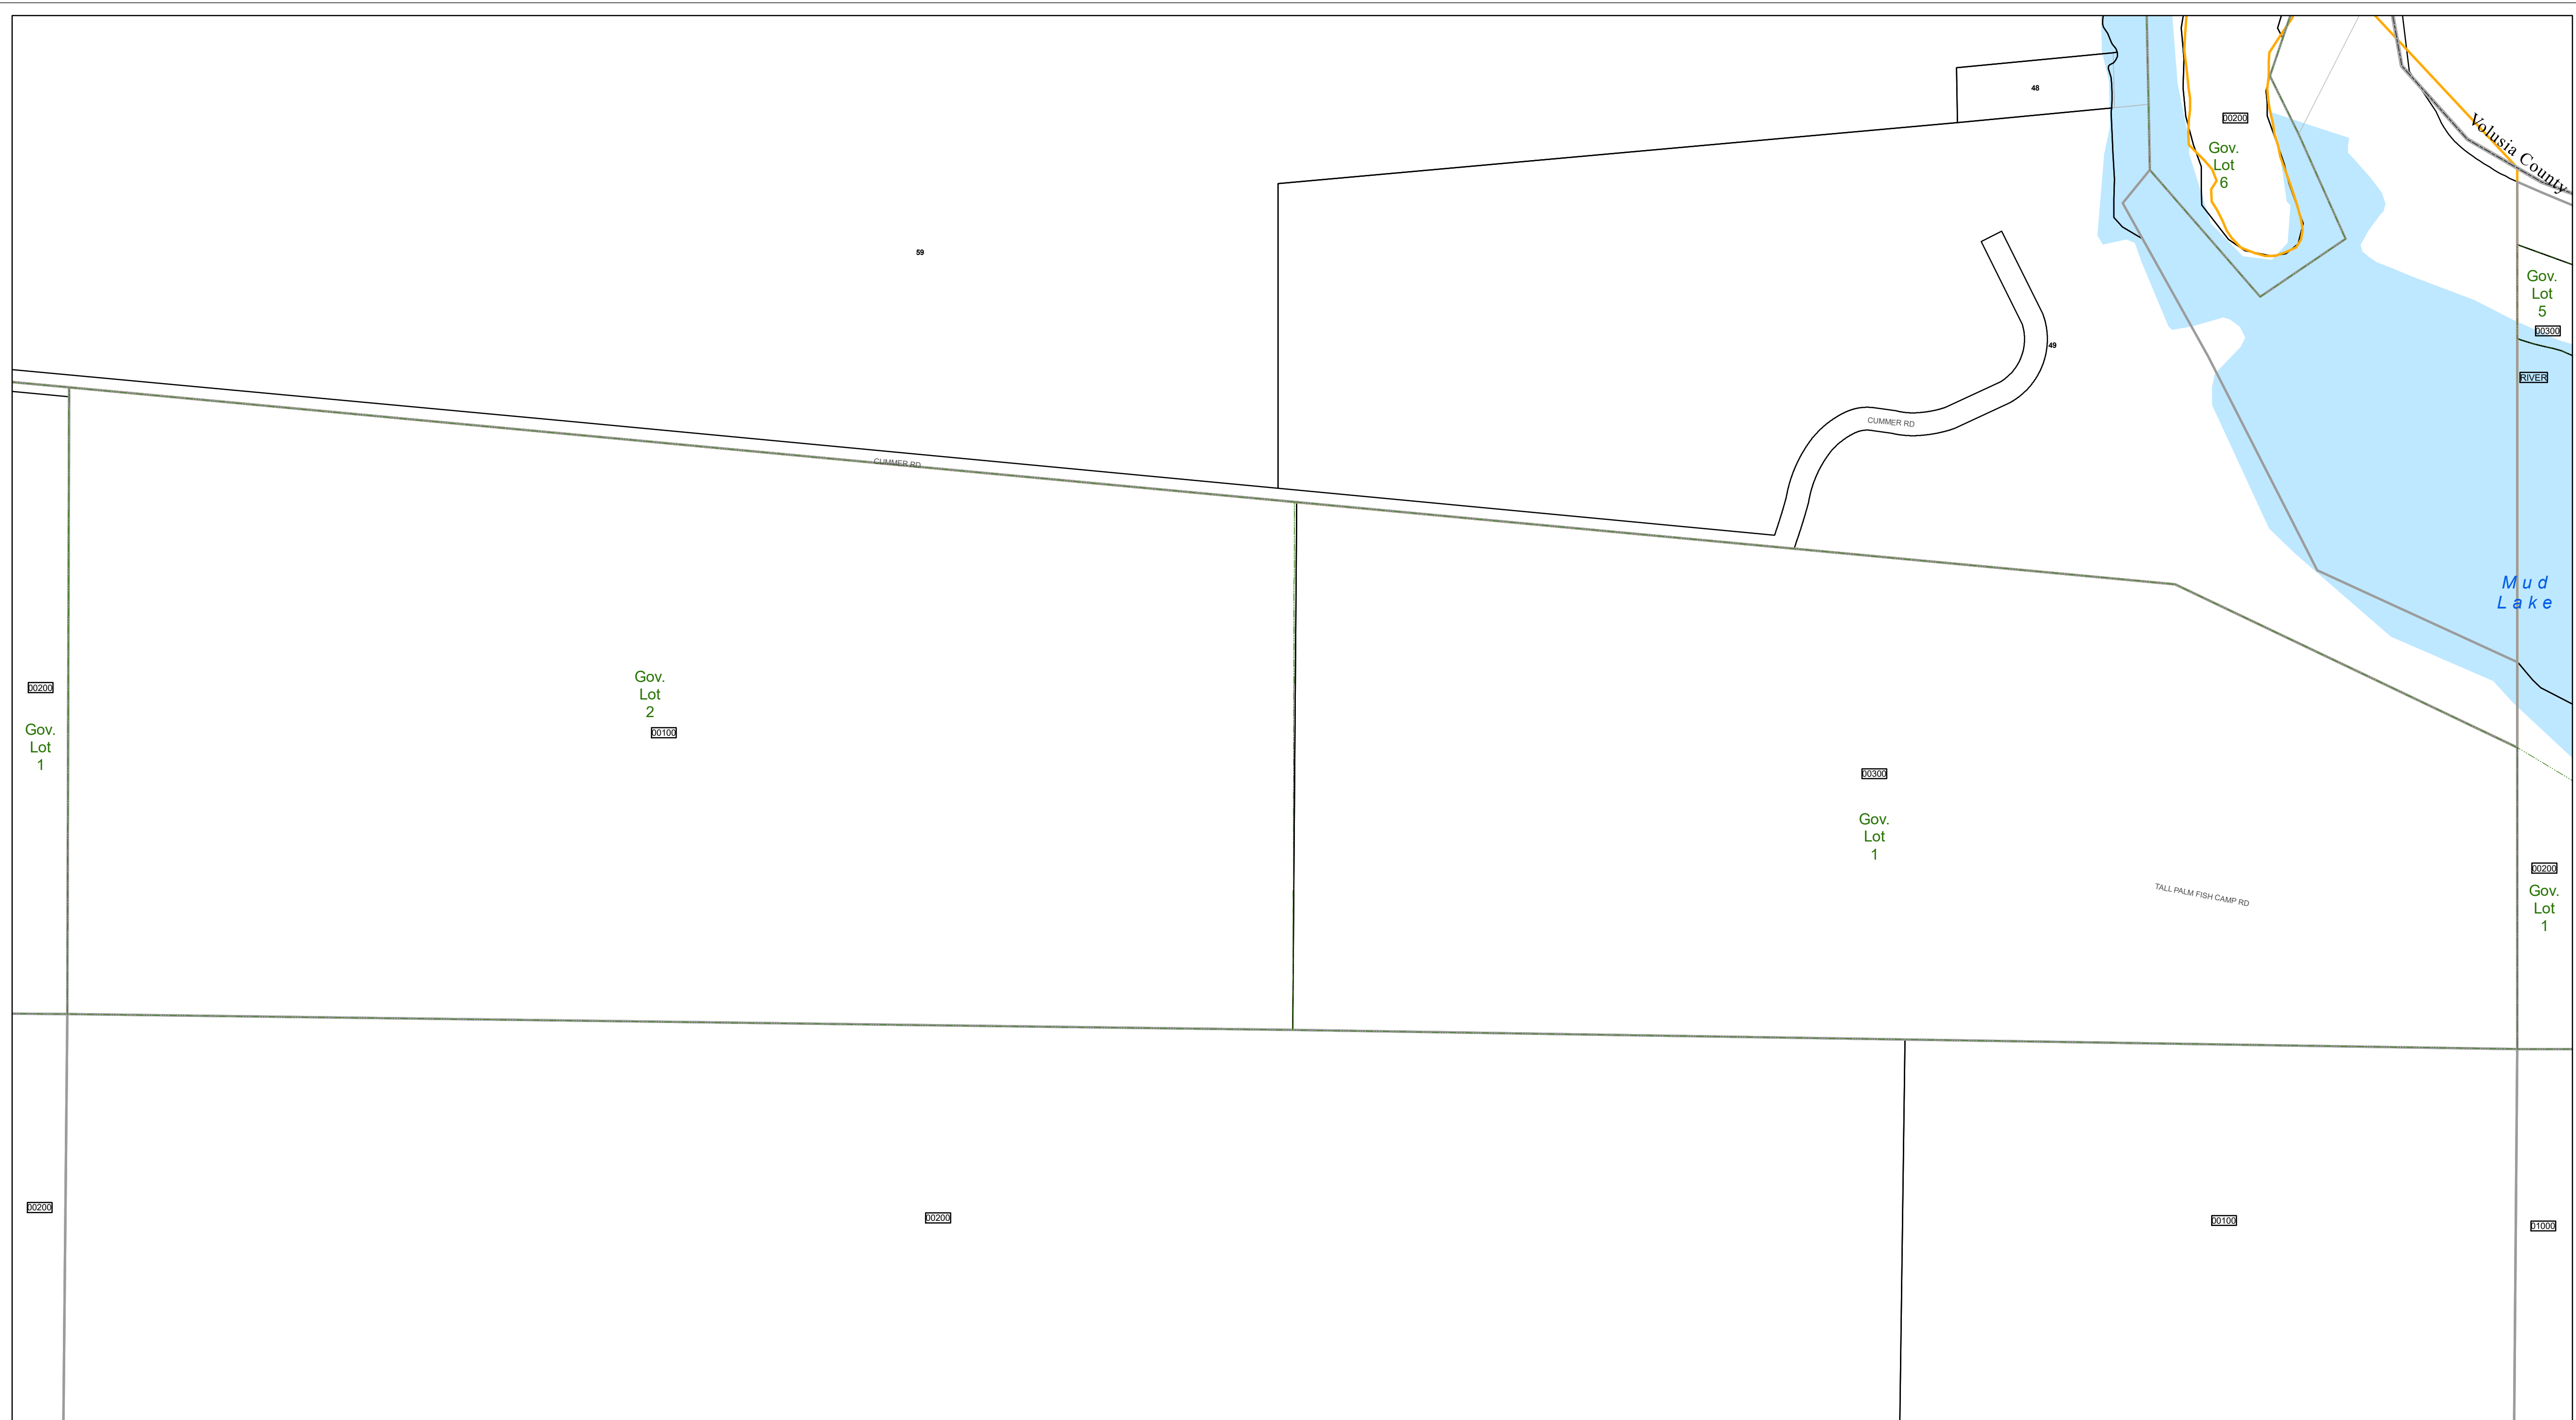 48
00200
Gov.
Lot
6
Volusia County
59
Gov.
Lot
5
00300
49
RIVER
CUMMER RD
CUMMER RD
Mud
Lake
00200
Gov.
Lot
1
Gov.
Lot
2
00100
00300
Gov.
Lot
1
TALL PALM FISH CAMP RD
00200
Gov.
Lot
1
00200
00200
00100
01000